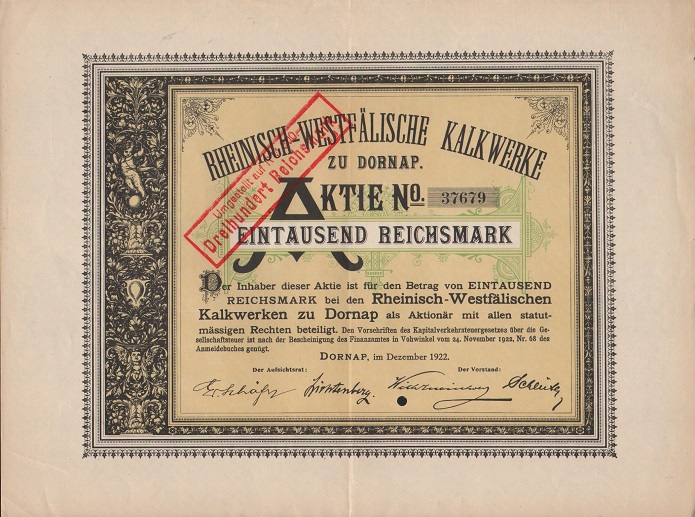 RHEINISCH-WESTFÄLISCHE KALKWERKE
ZU DORNAP.
Umgestellt auf
Dreihundert Reichsmark
AKTIE No. 37679
EINTAUSEND REICHSMARK
Der Inhaber dieser Aktie ist für den Betrag von EINTAUSEND
REICHSMARK bei den Rheinisch-Westfälischen
Kalkwerken zu Dornap als Aktionär mit allen statut-
mässigen Rechten beteiligt. Den Vorschriften des Kapitalverkehrsteuergesetzes über die Ge-
sellschaftsteuer ist nach der Bescheinigung des Finanzamtes in Vohwinkel vom 24. November 1922, Nr. 68 des
Anmeldebuches genügt.
DORNAP, im Dezember 1922.
Der Aufsichtsrat: Der Vorstand: